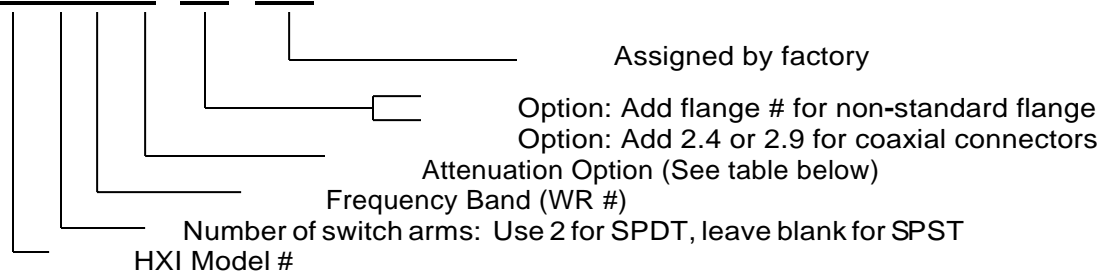 Assigned by factory
Option: Add flange # for non-standard flange
Option: Add 2.4 or 2.9 for coaxial connectors
Attenuation Option (See table below)
Frequency Band (WR #)
Number of switch arms: Use 2 for SPDT, leave blank for SPST
HXI Model #